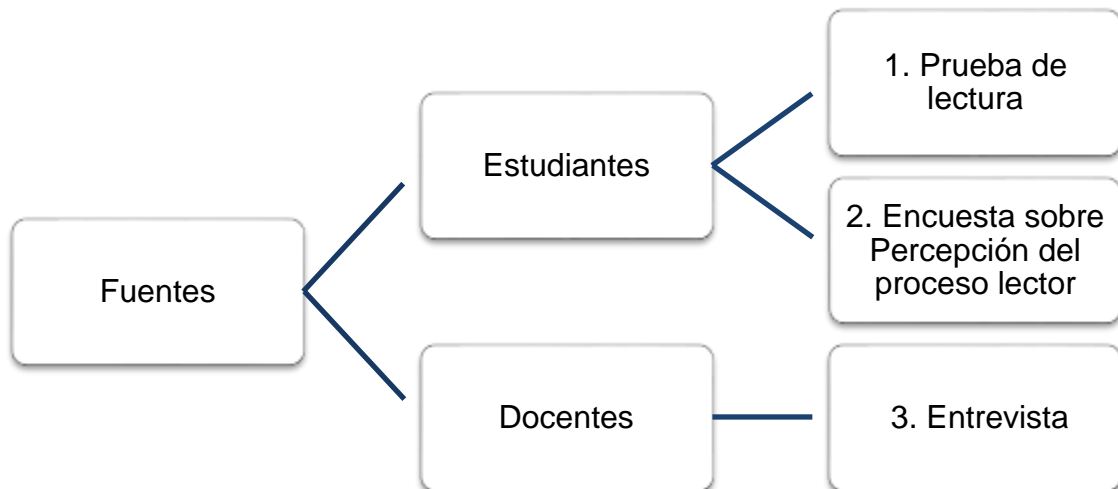 Fuentes
Estudiantes
1. Prueba de
lectura
2. Encuesta sobre
Percepción del
proceso lector
Docentes
3. Entrevista